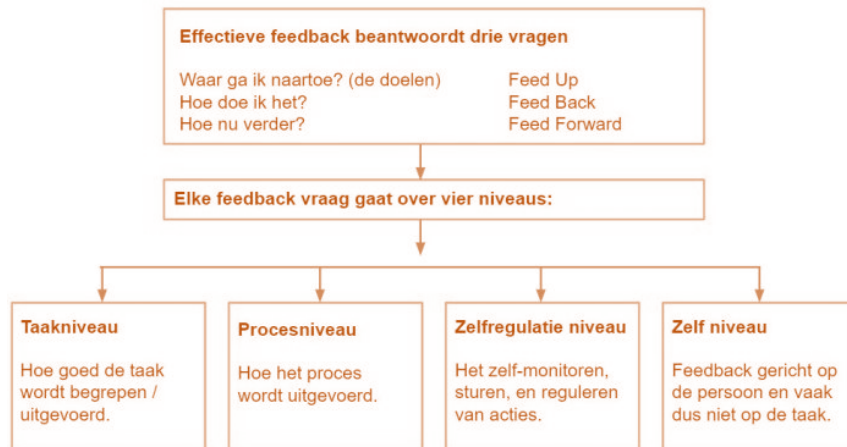 Effectieve feedback beantwoordt drie vragen
Waar ga ik naartoe? (de doelen) Feed Up
Hoe doe ik het? Feed Back
Hoe nu verder? Feed Forward
Elke feedback vraag gaat over vier niveaus:
Taakniveau
Hoe goed de taak
wordt begrepen /
uitgevoerd.
Procesniveau
Hoe het proces
wordt uitgevoerd.
Zelfregulatie niveau
Het zelf-monitoren,
sturen, en reguleren
van acties.
Zelf niveau
Feedback gericht op
de persoon en vaak
dus niet op de taak.